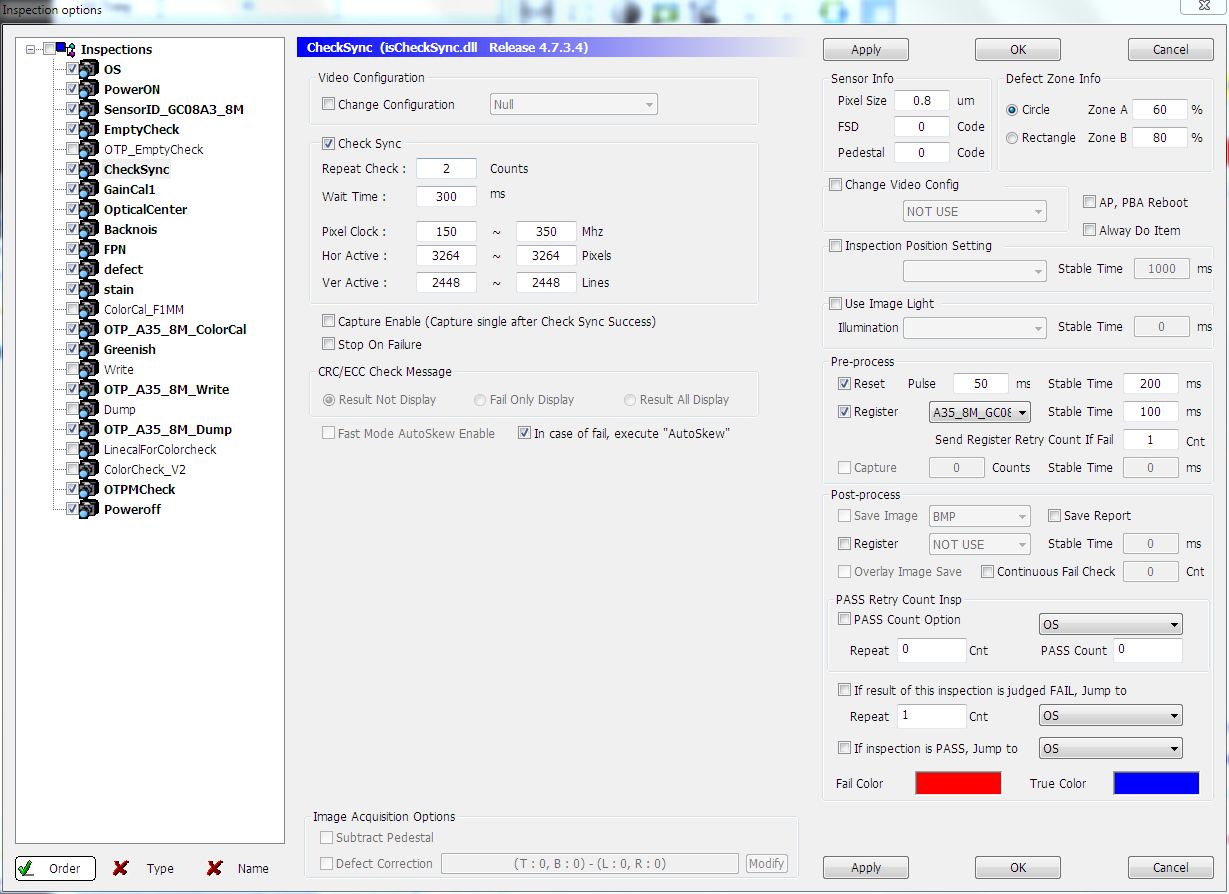 Inspection options
Inspections
OS
PowerON
SensorID_GC08A3_8M
EmptyCheck
OTP_EmptyCheck
CheckSync
GainCal1
OpticalCenter
Backnois
FPN
defect
stain
ColorCal_F1MM
OTP_A35_8M_ColorCal
Greenish
Write
OTP_A35_8M_Write
Dump
OTP_A35_8M_Dump
LinecalForColorcheck
ColorCheck_V2
OTPMCheck
Poweroff
Order Type Name
CheckSync (isCheckSync.dll Release 4.7.3.4)
Video Configuration
Change Configuration Null
Check Sync
Repeat Check : 2 Counts
Wait Time : 300 ms
Pixel Clock : 150 ~ 350 Mhz
Hor Active : 3264 ~ 3264 Pixels
Ver Active : 2448 ~ 2448 Lines
Capture Enable (Capture single after Check Sync Success)
Stop On Failure
CRC/ECC Check Message
Result Not Display Fail Only Display Result All Display
Fast Mode AutoSkew Enable In case of fail, execute "AutoSkew"
Image Acquisition Options
Subtract Pedestal
Defect Correction (T : 0, B : 0) - (L : 0, R : 0) Modify
Apply OK Cancel
Sensor Info
Pixel Size 0.8 um
FSD 0 Code
Pedestal 0 Code
Defect Zone Info
Circle Zone A 60 %
Rectangle Zone B 80 %
Change Video Config
NOT USE
AP, PBA Reboot
Alway Do Item
Inspection Position Setting
Stable Time 1000 ms
Use Image Light
Illumination Stable Time 0 ms
Pre-process
Reset Pulse 50 ms Stable Time 200 ms
Register A35_8M_GC08 Stable Time 100 ms
Send Register Retry Count If Fail 1 Cnt
Capture 0 Counts Stable Time 0 ms
Post-process
Save Image BMP Save Report
Register NOT USE Stable Time 0 ms
Overlay Image Save Continuous Fail Check 0 Cnt
PASS Retry Count Insp
PASS Count Option OS
Repeat 0 Cnt PASS Count 0
If result of this inspection is judged FAIL, Jump to
Repeat 1 Cnt OS
If inspection is PASS, Jump to OS
Fail Color True Color
Apply OK Cancel